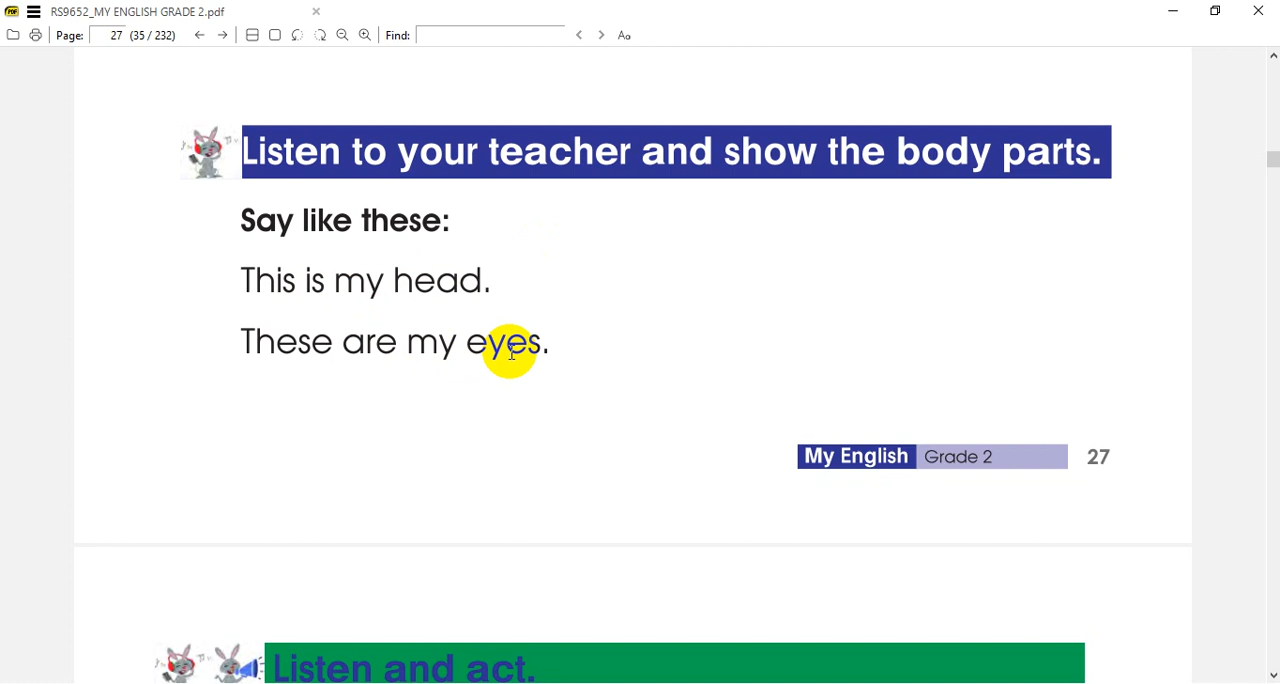 RS9652_MY ENGLISH GRADE 2.pdf
Page: 27 (35 / 232) Find:
Listen to your teacher and show the body parts.
Say like these:
This is my head.
These are my eyes.
My English Grade 2 27
Listen and act.